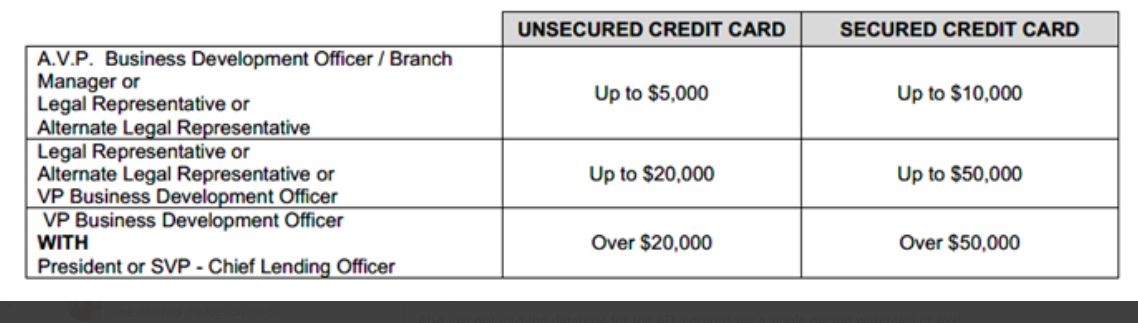 UNSECURED CREDIT CARD SECURED CREDIT CARD
A.V.P. Business Development Officer / Branch
Manager or
Legal Representative or
Alternate Legal Representative
Up to $5,000 Up to $10,000
Legal Representative or
Alternate Legal Representative or
VP Business Development Officer
Up to $20,000 Up to $50,000
VP Business Development Officer
WITH
President or SVP - Chief Lending Officer
Over $20,000 Over $50,000